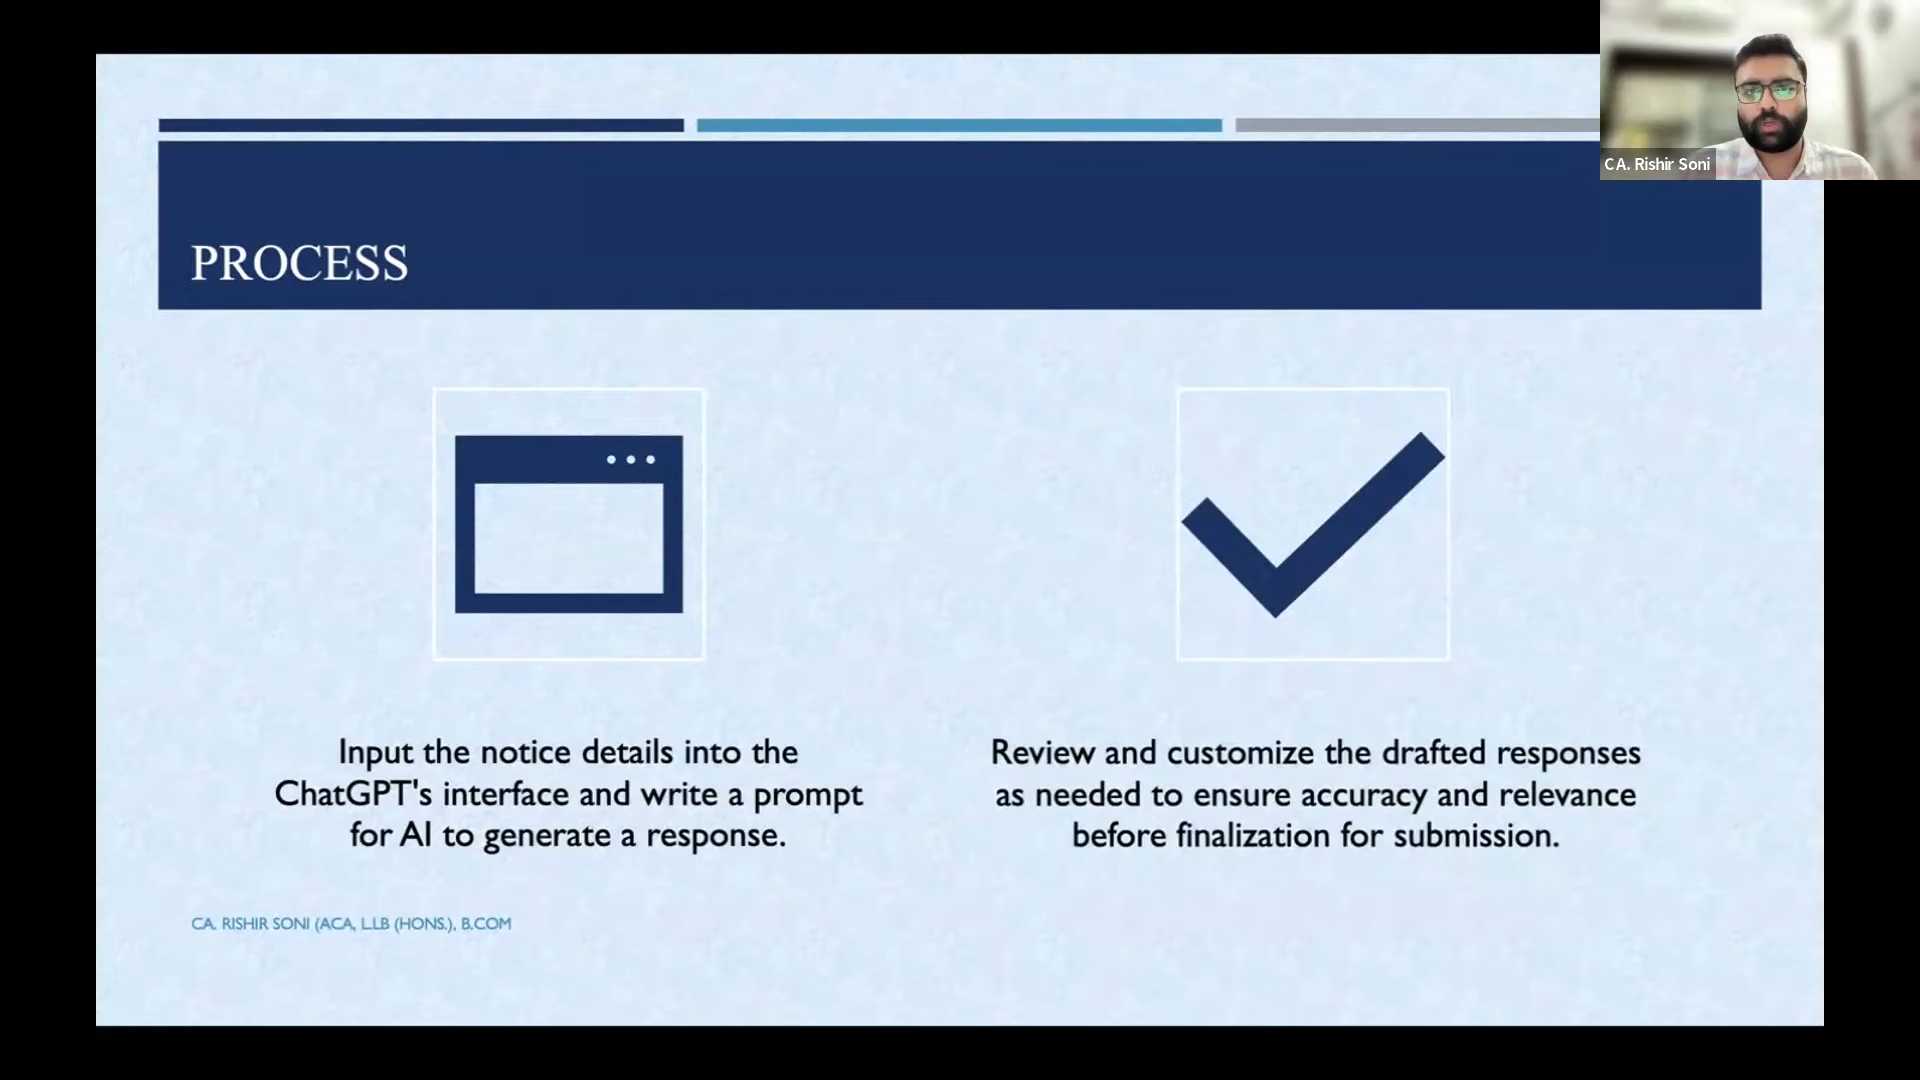 CA. Rishir Soni
PROCESS
Input the notice details into the
ChatGPT's interface and write a prompt
for AI to generate a response.
Review and customize the drafted responses
as needed to ensure accuracy and relevance
before finalization for submission.
CA. RISHIR SONI (ACA, L.LB (HONS.), B.COM